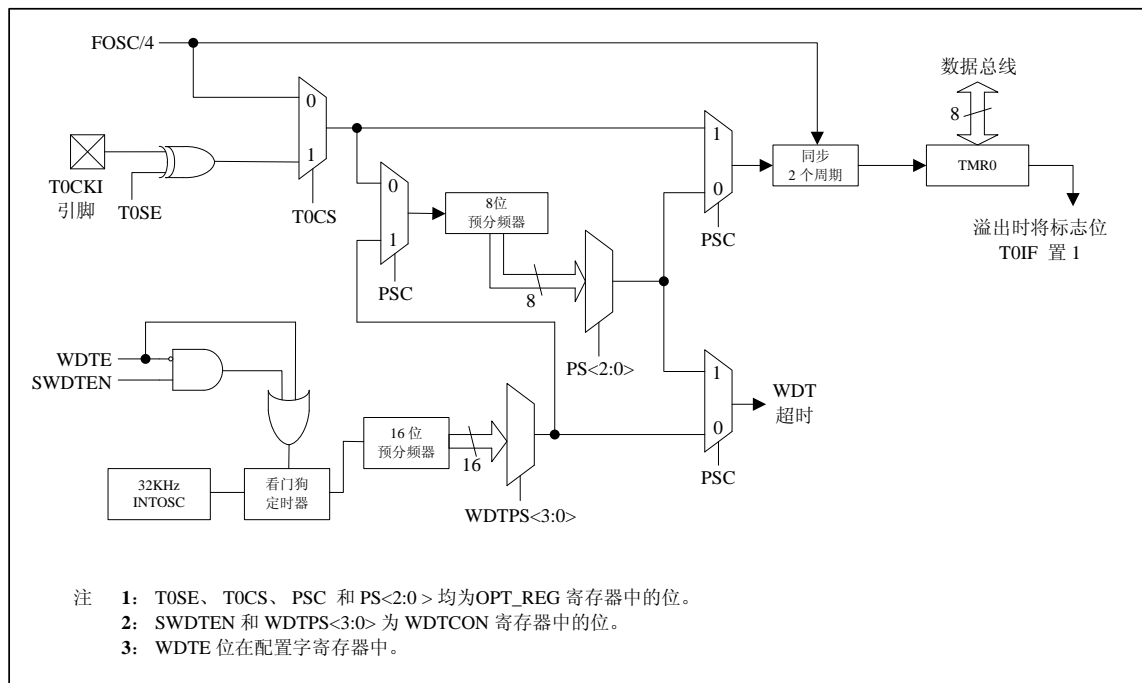 FOSC/4
数据总线
8
0
1
T0CKI
引脚
T0SE
T0CS
0
1
PSC
8位
预分频器
8
PS<2:0>
1
0
PSC
同步
2 个周期
TMR0
溢出时将标志位
T0IF 置 1
WDTE
SWDTEN
32KHz
INTOSC
看门狗
定时器
16 位
预分频器
16
WDTPS<3:0>
1
0
PSC
WDT
超时
注 1： T0SE、 T0CS、 PSC 和 PS<2:0 > 均为OPT_REG 寄存器中的位。
2： SWDTEN 和 WDTPS<3:0> 为 WDTCON 寄存器中的位。
3： WDTE 位在配置字寄存器中。